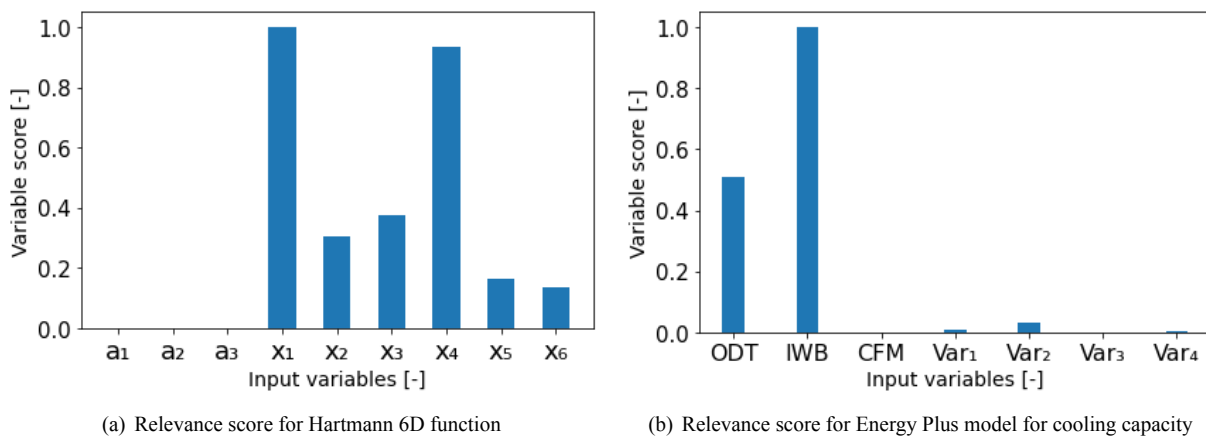 1.0
0.8
0.6
0.4
0.2
0.0
Variable score [-]
a₁ a₂ a₃ x₁ x₂ x₃ x₄ x₅ x₆
Input variables [-]
(a) Relevance score for Hartmann 6D function
1.0
0.8
0.6
0.4
0.2
0.0
Variable score [-]
ODT IWB CFM Var₁ Var₂ Var₃ Var₄
Input variables [-]
(b) Relevance score for Energy Plus model for cooling capacity